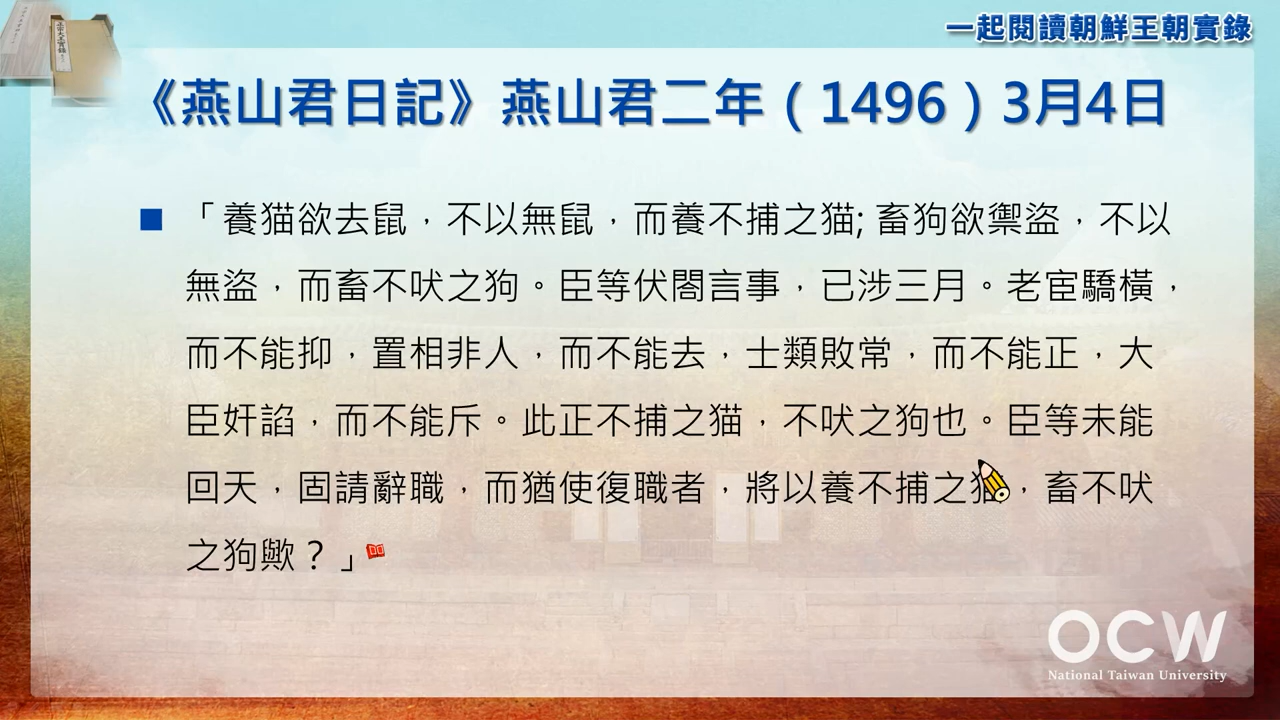 一起閱讀朝鮮王朝實錄
《燕山君日記》燕山君二年（1496）3月4日
「養猫欲去鼠，不以無鼠，而養不捕之猫; 畜狗欲禦盜，不以
無盜，而畜不吠之狗。臣等伏閤言事，已涉三月。老宦驕橫，
而不能抑，置相非人，而不能去，士類敗常，而不能正，大
臣奸諂，而不能斥。此正不捕之猫，不吠之狗也。臣等未能
回天，固請辭職，而猶使復職者，將以養不捕之猫，畜不吠
之狗歟？」
OCW
National Taiwan University